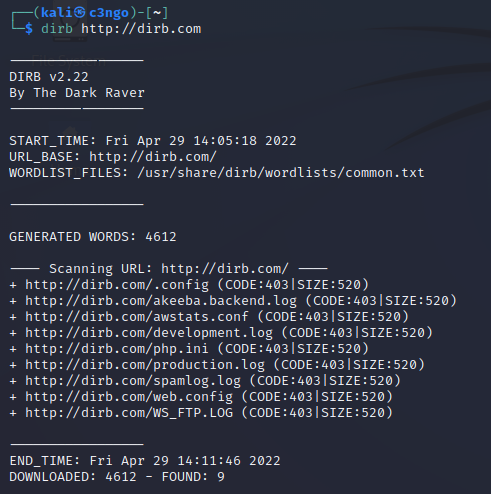 ┌──(kali㉿c3ngo)-[~]
└─$ dirb http://dirb.com
-----------------
DIRB v2.22
By The Dark Raver
-----------------
START_TIME: Fri Apr 29 14:05:18 2022
URL_BASE: http://dirb.com/
WORDLIST_FILES: /usr/share/dirb/wordlists/common.txt
-----------------
GENERATED WORDS: 4612
---- Scanning URL: http://dirb.com/ ----
+ http://dirb.com/.config (CODE:403|SIZE:520)
+ http://dirb.com/akeeba.backend.log (CODE:403|SIZE:520)
+ http://dirb.com/awstats.conf (CODE:403|SIZE:520)
+ http://dirb.com/development.log (CODE:403|SIZE:520)
+ http://dirb.com/php.ini (CODE:403|SIZE:520)
+ http://dirb.com/production.log (CODE:403|SIZE:520)
+ http://dirb.com/spamlog.log (CODE:403|SIZE:520)
+ http://dirb.com/web.config (CODE:403|SIZE:520)
+ http://dirb.com/WS_FTP.LOG (CODE:403|SIZE:520)
-----------------
END_TIME: Fri Apr 29 14:11:46 2022
DOWNLOADED: 4612 - FOUND: 9